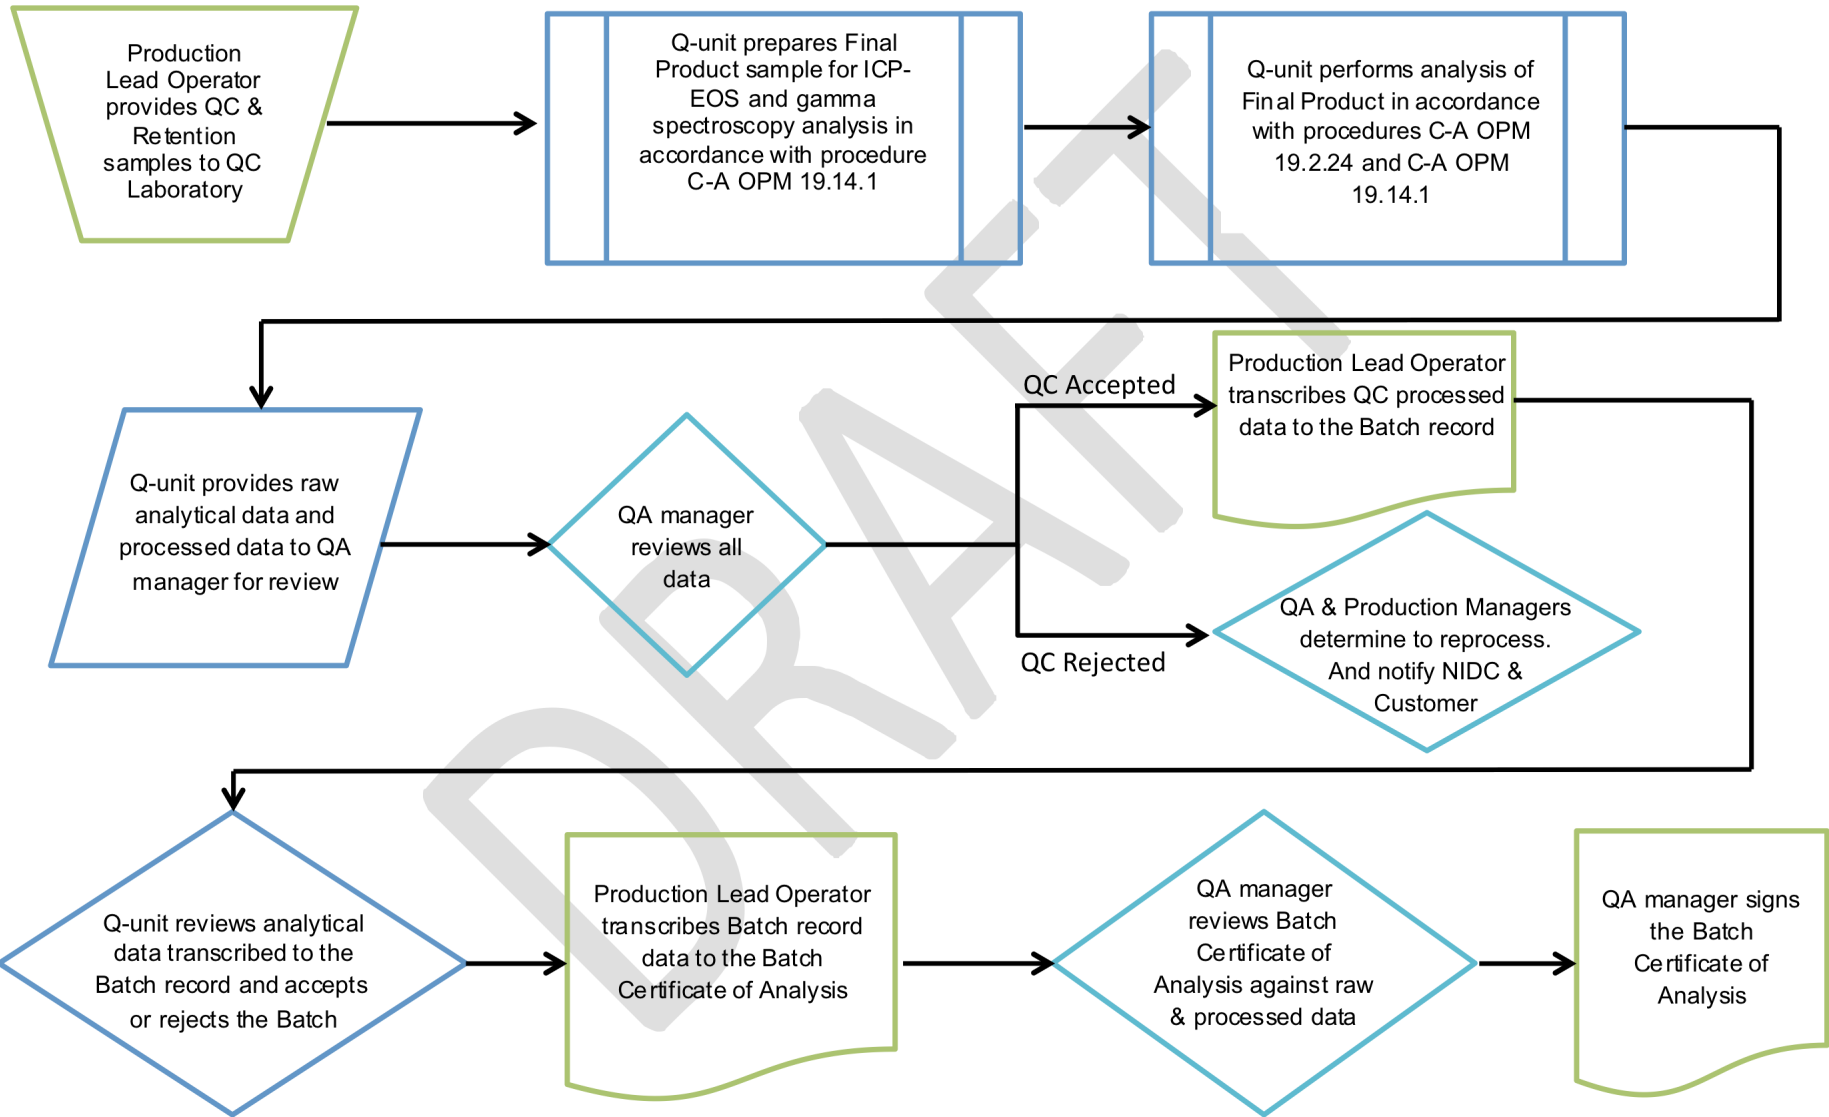 Production
Lead Operator
provides QC &
Retention
samples to QC
Laboratory
Q-unit prepares Final
Product sample for ICP-
EOS and gamma
spectroscopy analysis in
accordance with procedure
C-A OPM 19.14.1
Q-unit performs analysis of
Final Product in accordance
with procedures C-A OPM
19.2.24 and C-A OPM
19.14.1
Q-unit provides raw
analytical data and
processed data to QA
manager for review
QA manager
reviews all
data
QC Accepted
Production Lead Operator
transcribes QC processed
data to the Batch record
QC Rejected
QA & Production Managers
determine to reprocess.
And notify NIDC &
Customer
Q-unit reviews analytical
data transcribed to the
Batch record and accepts
or rejects the Batch
Production Lead Operator
transcribes Batch record
data to the Batch
Certificate of Analysis
QA manager
reviews Batch
Certificate of
Analysis against raw
& processed data
QA manager signs
the Batch
Certificate of
Analysis
DRAFT